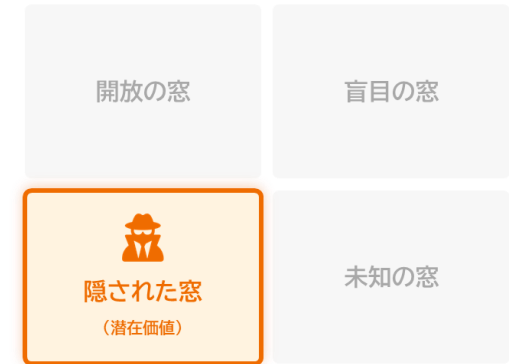 開放の窓
盲目の窓
隠された窓
（潜在価値）
未知の窓